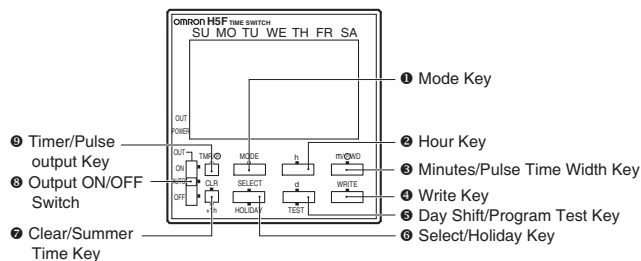 OMRON H5F TIME SWITCH
SU MO TU WE TH FR SA
OUT
POWER
OUT
ON
AUTO
OFF
TMR/
MODE
h
m/ WD
CLR
SELECT
d
WRITE
+1h
HOLIDAY
TEST
❶ Mode Key
❷ Hour Key
❸ Minutes/Pulse Time Width Key
❹ Write Key
❺ Day Shift/Program Test Key
❻ Select/Holiday Key
❾ Timer/Pulse
output Key
❽ Output ON/OFF
Switch
❼ Clear/Summer
Time Key